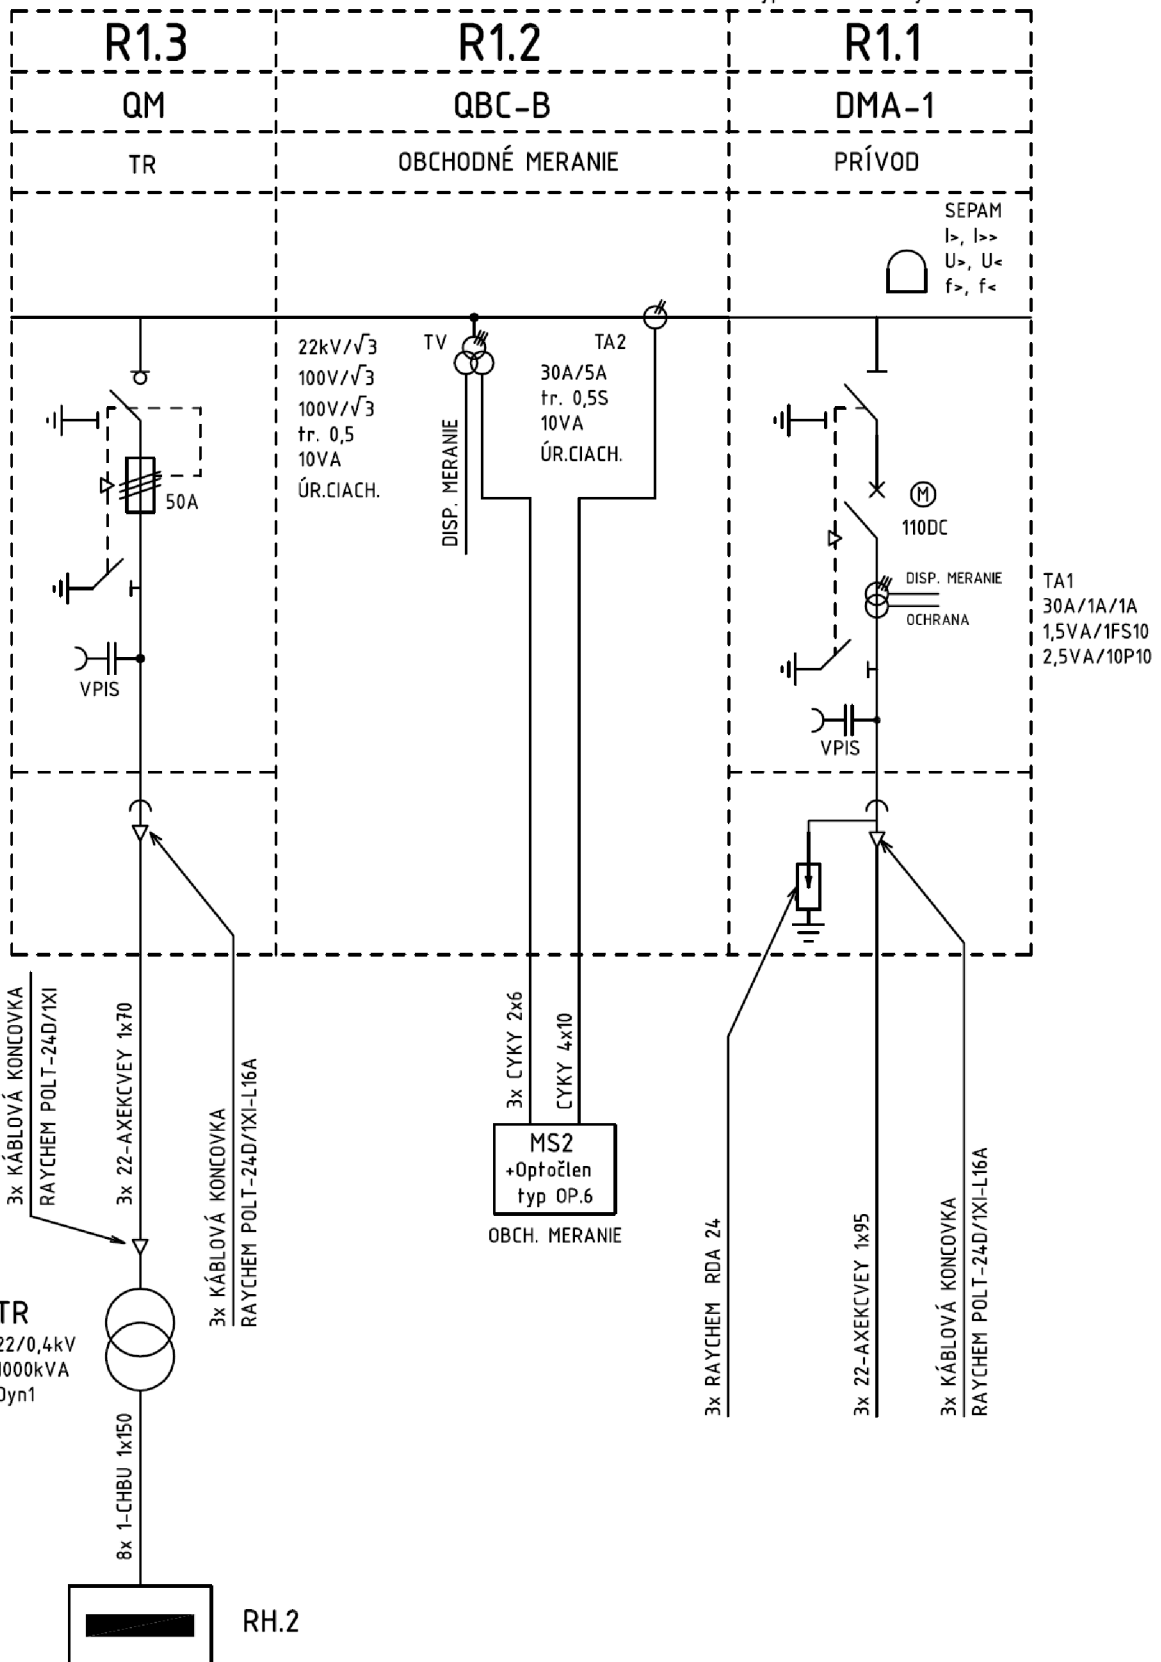 R1.3
R1.2
R1.1
QM
QBC-B
DMA-1
TR
OBCHODNÉ MERANIE
PRÍVOD
SEPAM
I>, I>>
U>, U<
f>, f<
22kV/√3
100V/√3
100V/√3
tr. 0,5
10VA
ÚR.CIACH.
TV
DISP. MERANIE
TA2
30A/5A
tr. 0,5S
10VA
ÚR.CIACH.
50A
VPIS
M
110DC
DISP. MERANIE
OCHRANA
TA1
30A/1A/1A
1,5VA/1FS10
2,5VA/10P10
VPIS
3x KÁBLOVÁ KONCOVKA
RAYCHEM POLT-24D/1XI
3x 22-AXEKCVEY 1x70
3x KÁBLOVÁ KONCOVKA
RAYCHEM POLT-24D/1XI-L16A
3x CYKY 2x6
CYKY 4x10
MS2
+Optočlen
typ OP.6
OBCH. MERANIE
3x RAYCHEM RDA 24
3x 22-AXEKCVEY 1x95
3x KÁBLOVÁ KONCOVKA
RAYCHEM POLT-24D/1XI-L16A
TR
22/0,4kV
1000kVA
Dyn1
8x 1-CHBU 1x150
RH.2